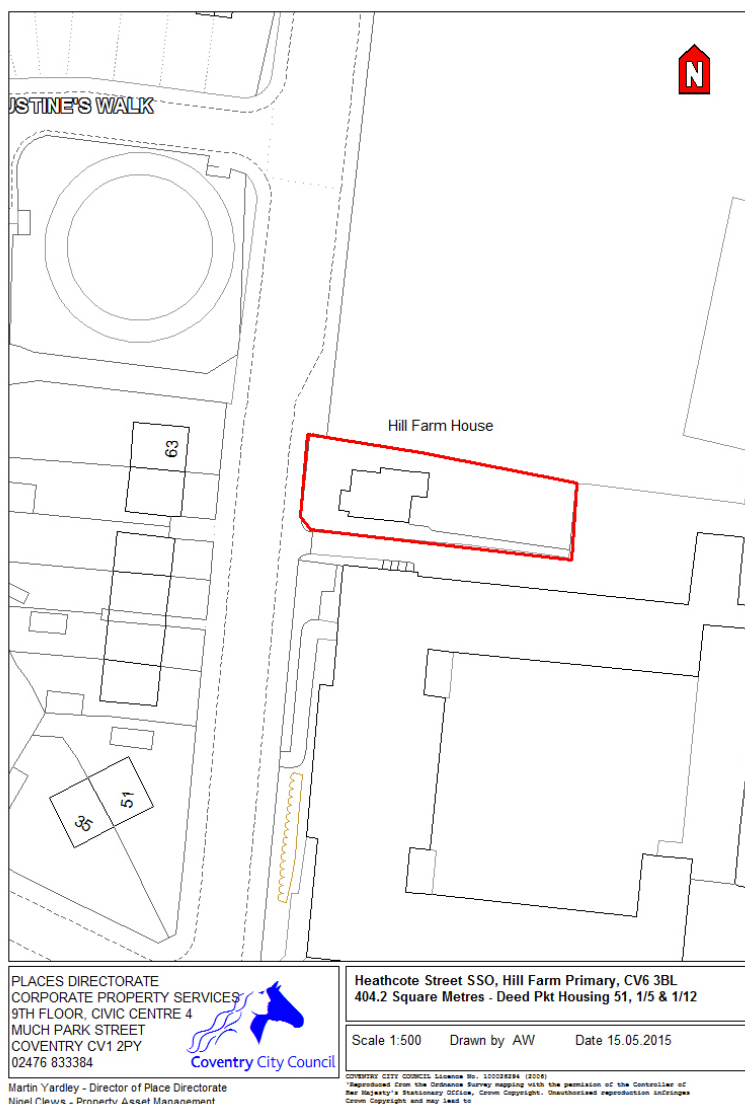 N
USTINE'S WALK
Hill Farm House
63
51
35
PLACES DIRECTORATE
CORPORATE PROPERTY SERVICES
9TH FLOOR, CIVIC CENTRE 4
MUCH PARK STREET
COVENTRY CV1 2PY
02476 833384
Coventry City Council
Heathcote Street SSO, Hill Farm Primary, CV6 3BL
404.2 Square Metres - Deed Pkt Housing 51, 1/5 & 1/12
Scale 1:500 Drawn by AW Date 15.05.2015
Martin Yardley - Director of Place Directorate
Nigel Clews - Property Asset Management
COVENTRY CITY COUNCIL Licence No. 100026294 (2006)
"Reproduced from the Ordnance Survey mapping with the permission of the Controller of
Her Majesty's Stationary Office, Crown Copyright. Unauthorised reproduction infringes
Crown Copyright and may lead to